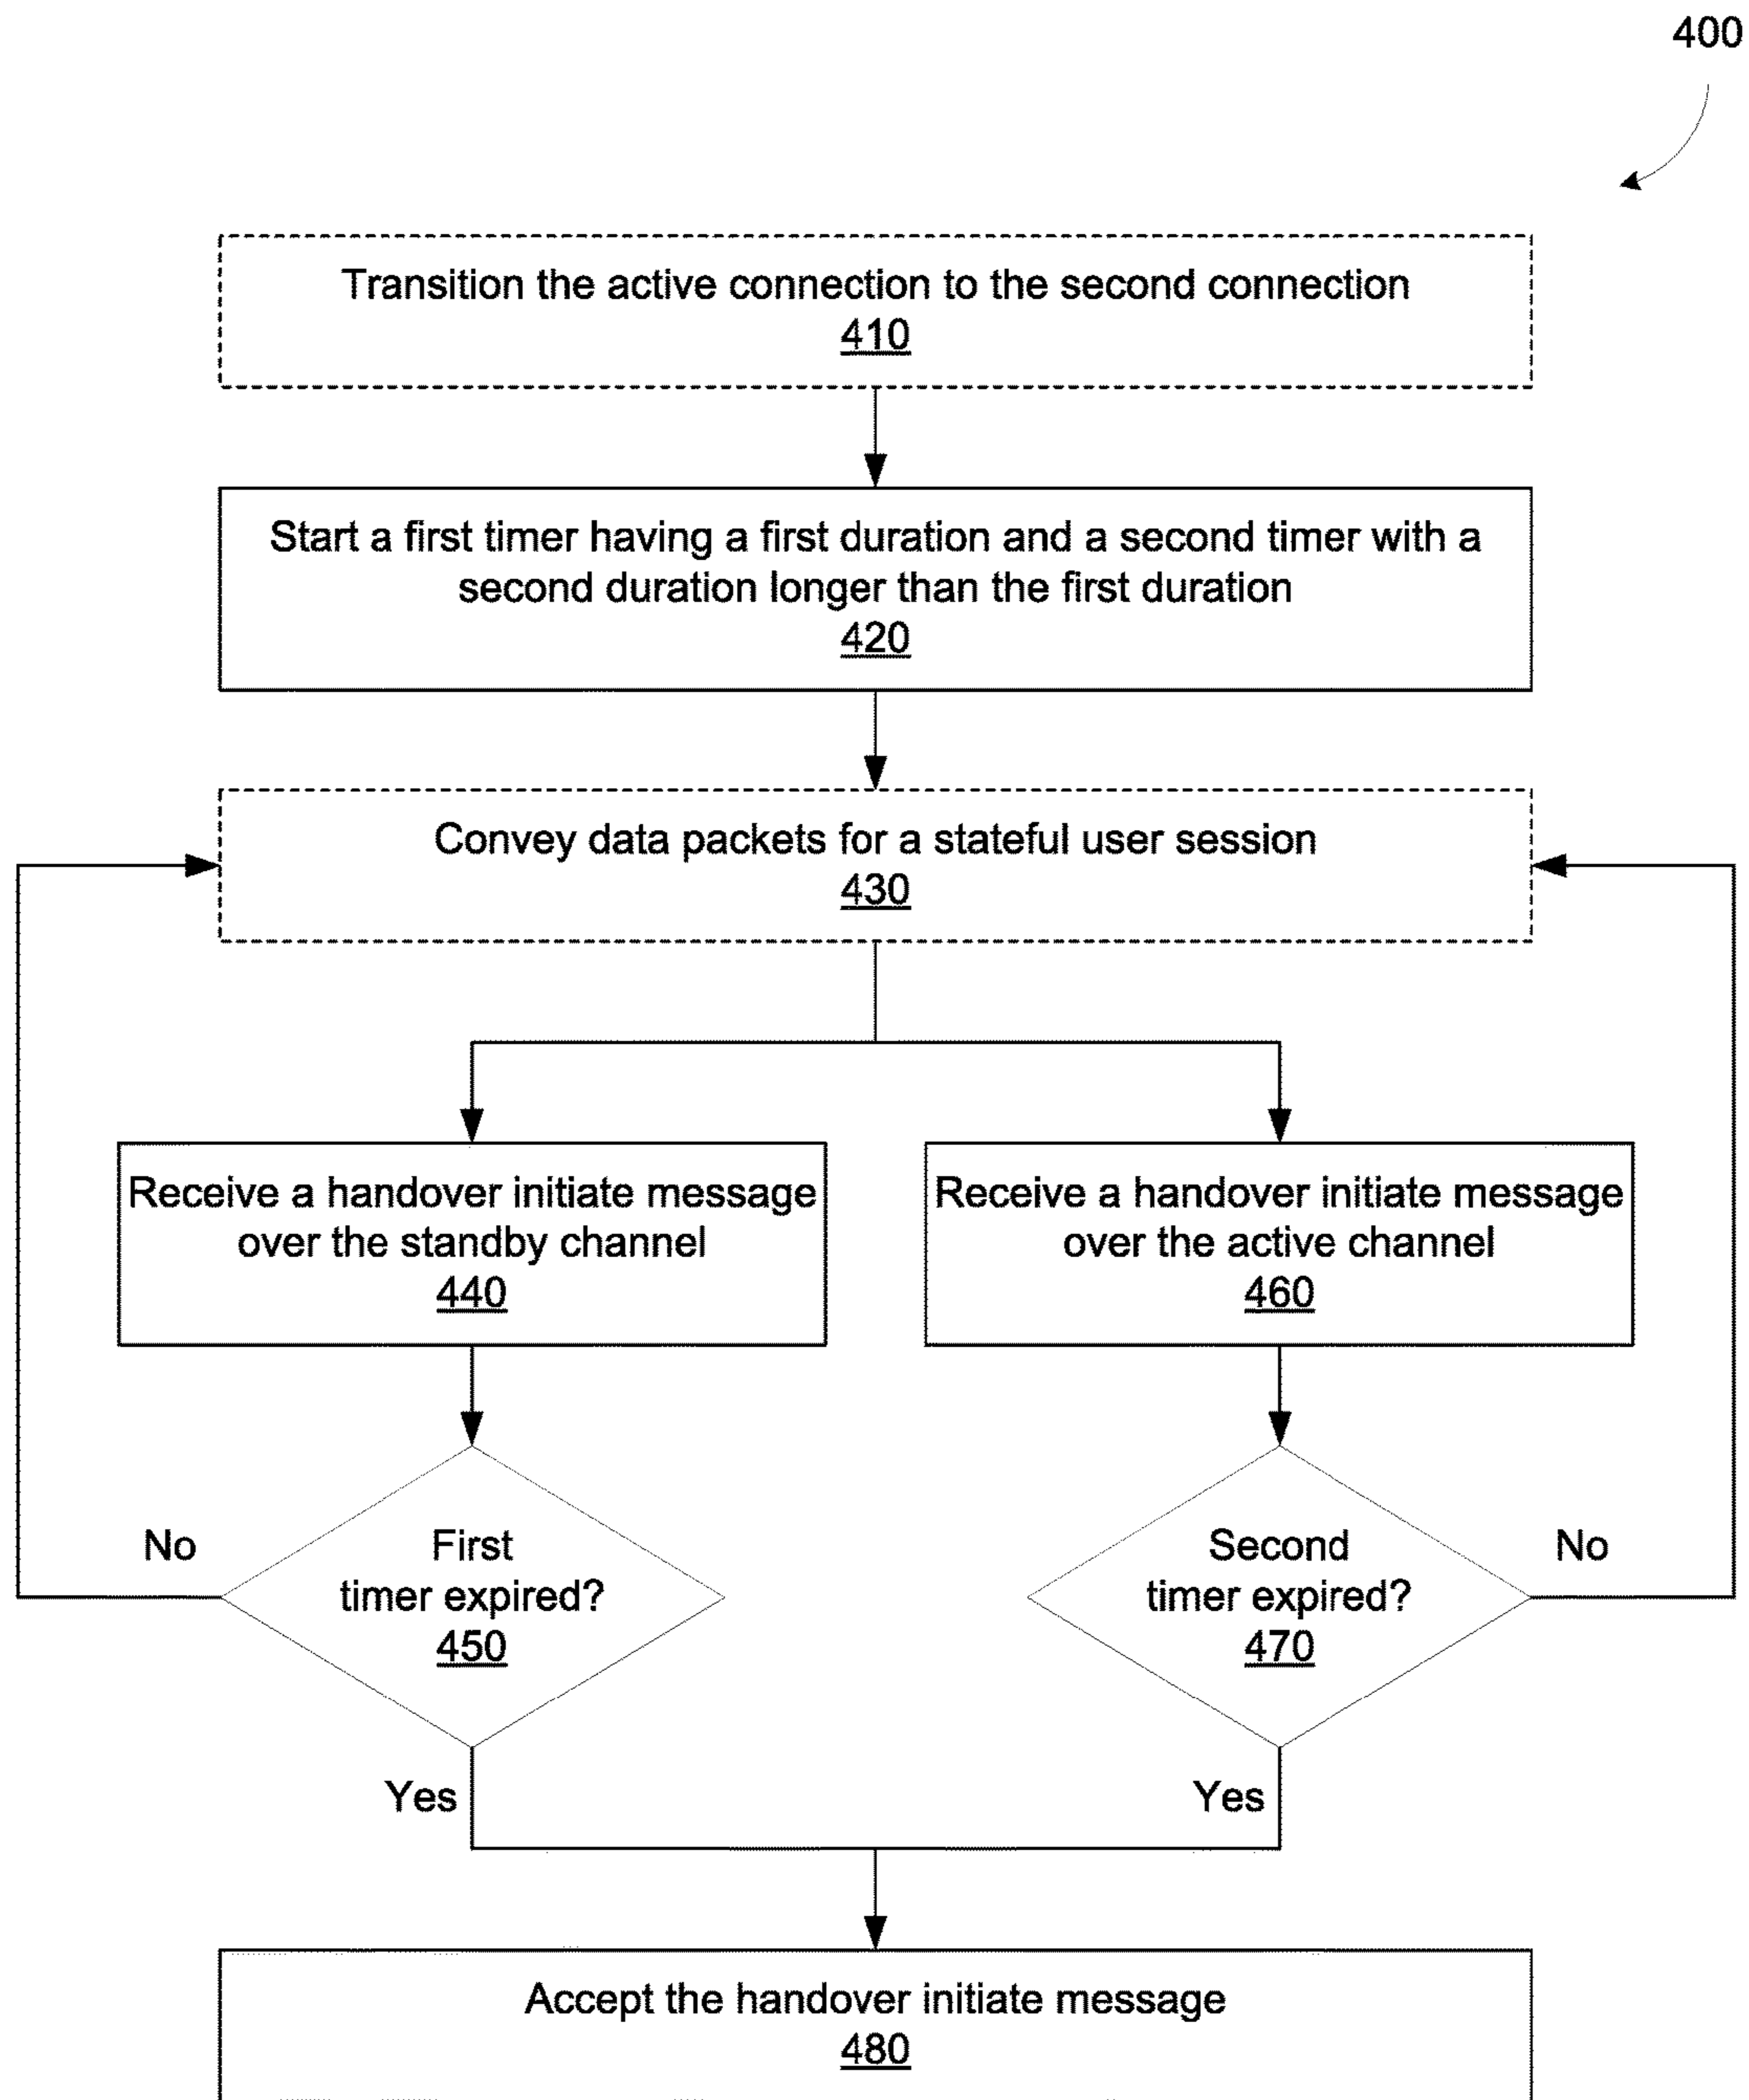 400
Transition the active connection to the second connection
410
Start a first timer having a first duration and a second timer with a
second duration longer than the first duration
420
Convey data packets for a stateful user session
430
Receive a handover initiate message
over the standby channel
440
Receive a handover initiate message
over the active channel
460
No
First
timer expired?
450
Second
timer expired?
470
No
Yes
Yes
Accept the handover initiate message
480